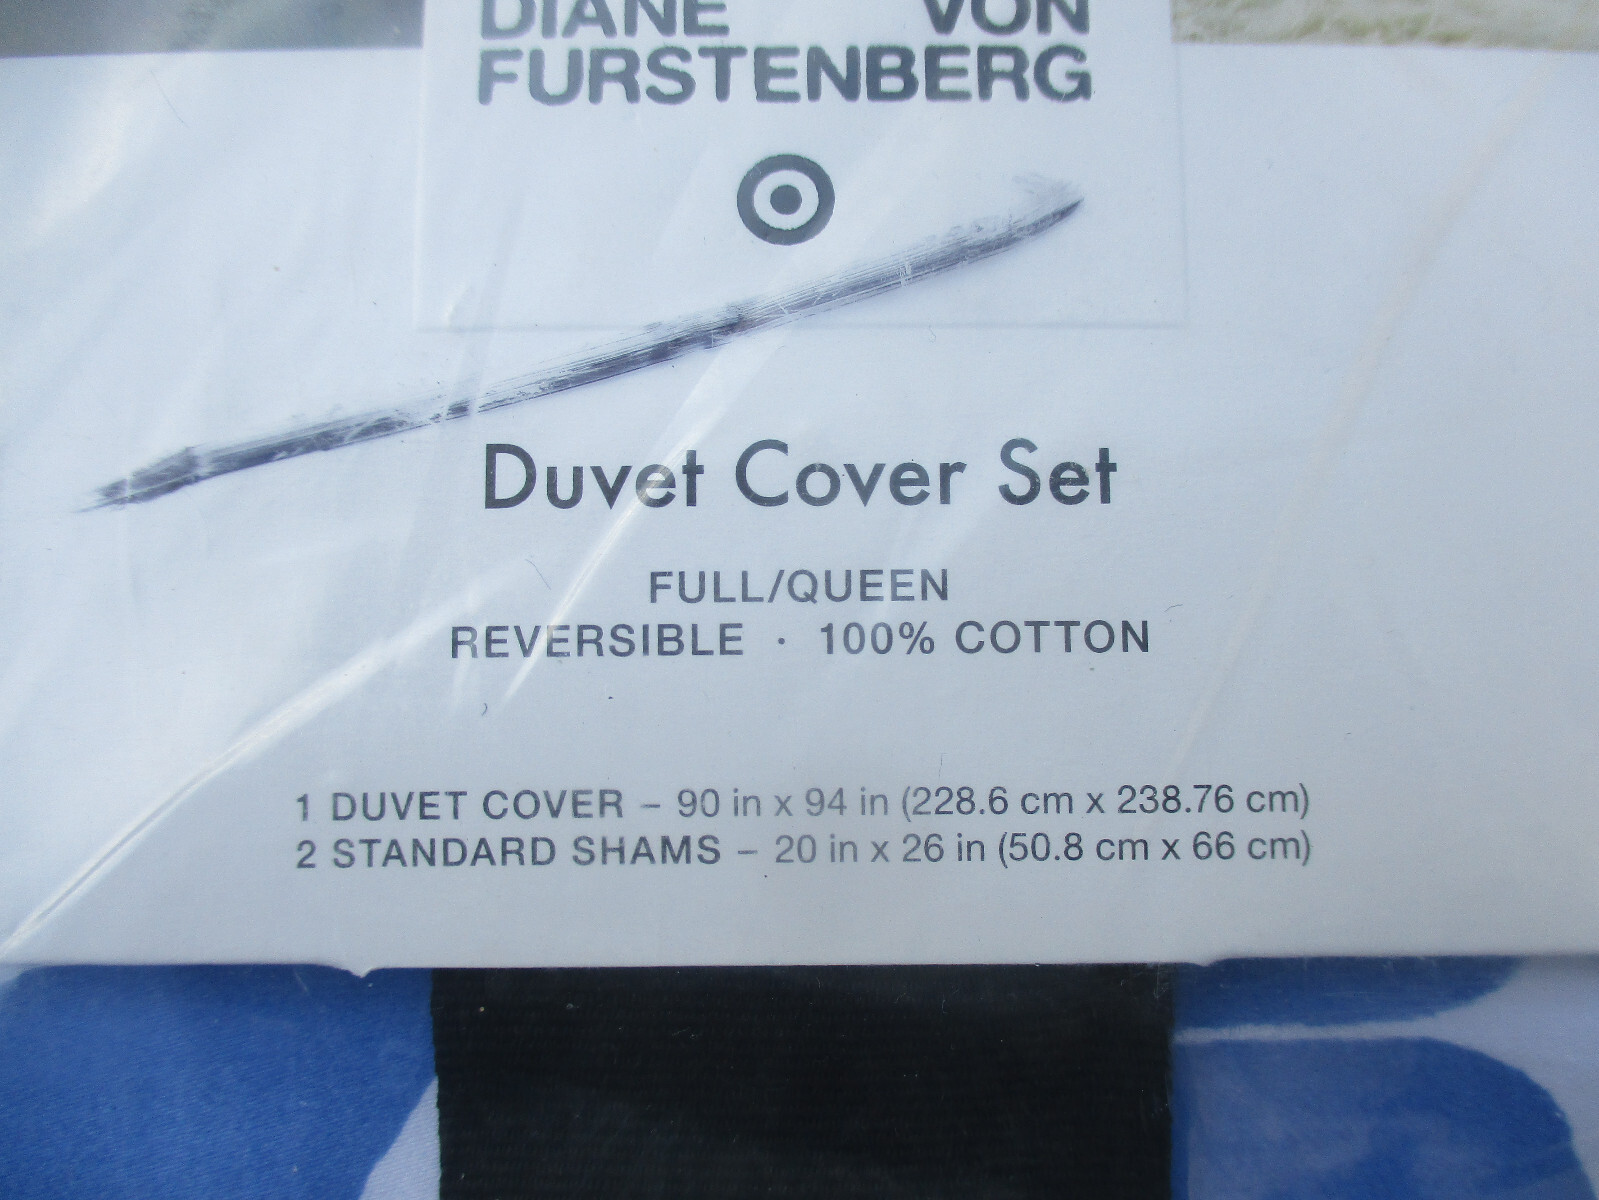 DIANE VON
FURSTENBERG
Duvet Cover Set
FULL/QUEEN
REVERSIBLE · 100% COTTON
1 DUVET COVER – 90 in x 94 in (228.6 cm x 238.76 cm)
2 STANDARD SHAMS – 20 in x 26 in (50.8 cm x 66 cm)